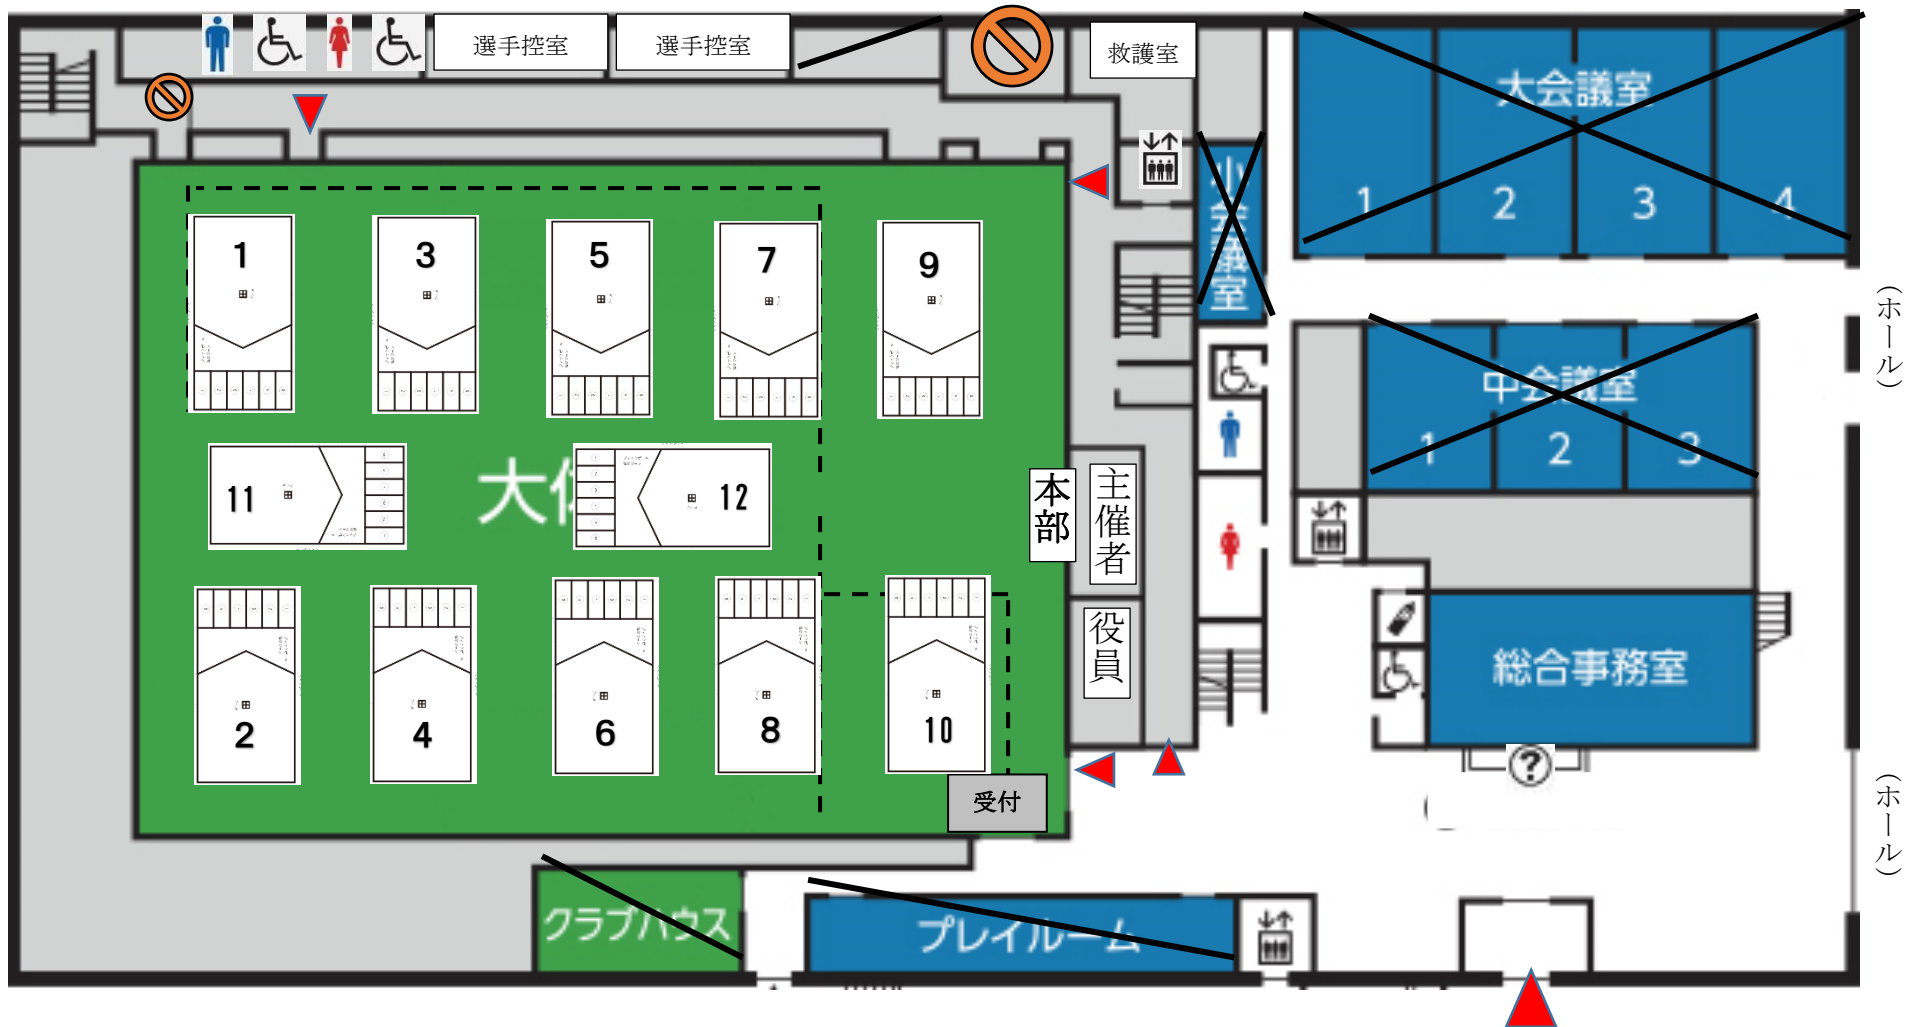 選手控室
選手控室
救護室
大会議室
1
2
3
4
小会議室
(ホール)
1
3
5
7
9
中会議室
1
2
3
11
大体
12
本部
主催者
役員
総合事務室
2
4
6
8
10
受付
?
(ホール)
クラブハウス
プレイルーム